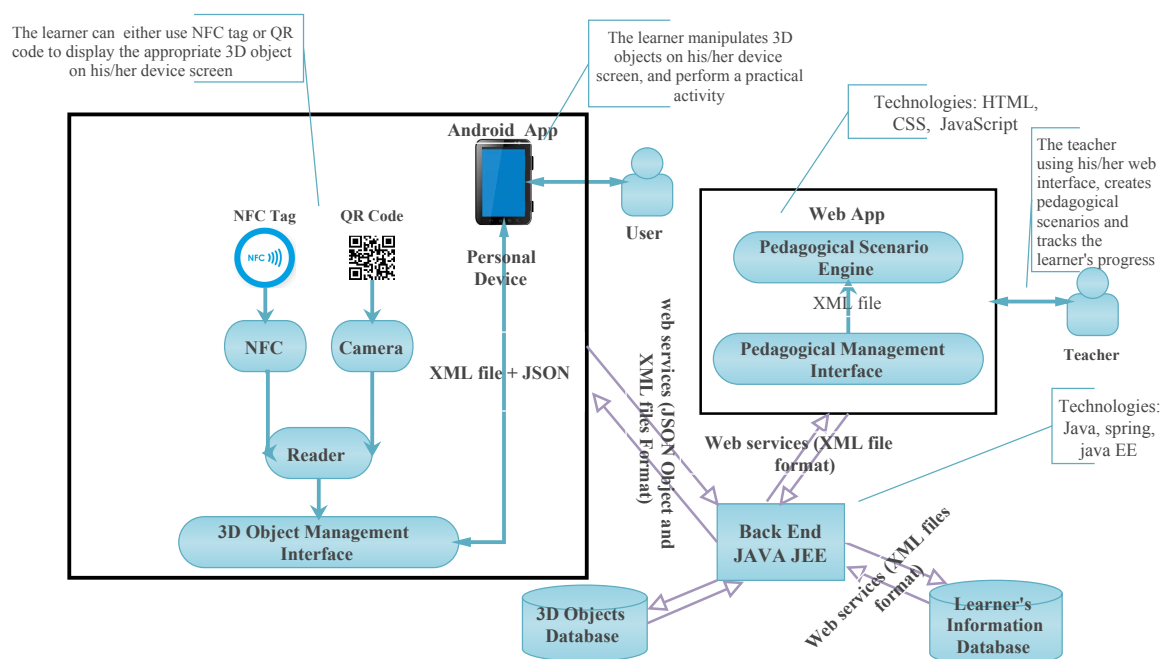 The learner can  either use NFC tag or QR
code to display the appropriate 3D object
on his/her device screen
The learner manipulates 3D
objects on his/her device
screen, and perform a practical
activity
Technologies: HTML,
CSS,  JavaScript
The teacher
using his/her web
interface, creates
pedagogical
scenarios and
tracks the
learner's progress
Android  App
NFC Tag
QR Code
NFC
User
Personal
Device
Web App
Pedagogical Scenario
Engine
XML file
Pedagogical Management
Interface
Teacher
NFC
Camera
XML file + JSON
Reader
3D Object Management
Interface
web services (JSON Object and
XML files Format)
Web services (XML file
format)
Technologies:
Java, spring,
java EE
Back End
JAVA JEE
Web services (XML files
format)
3D Objects
Database
Learner's
Information
Database